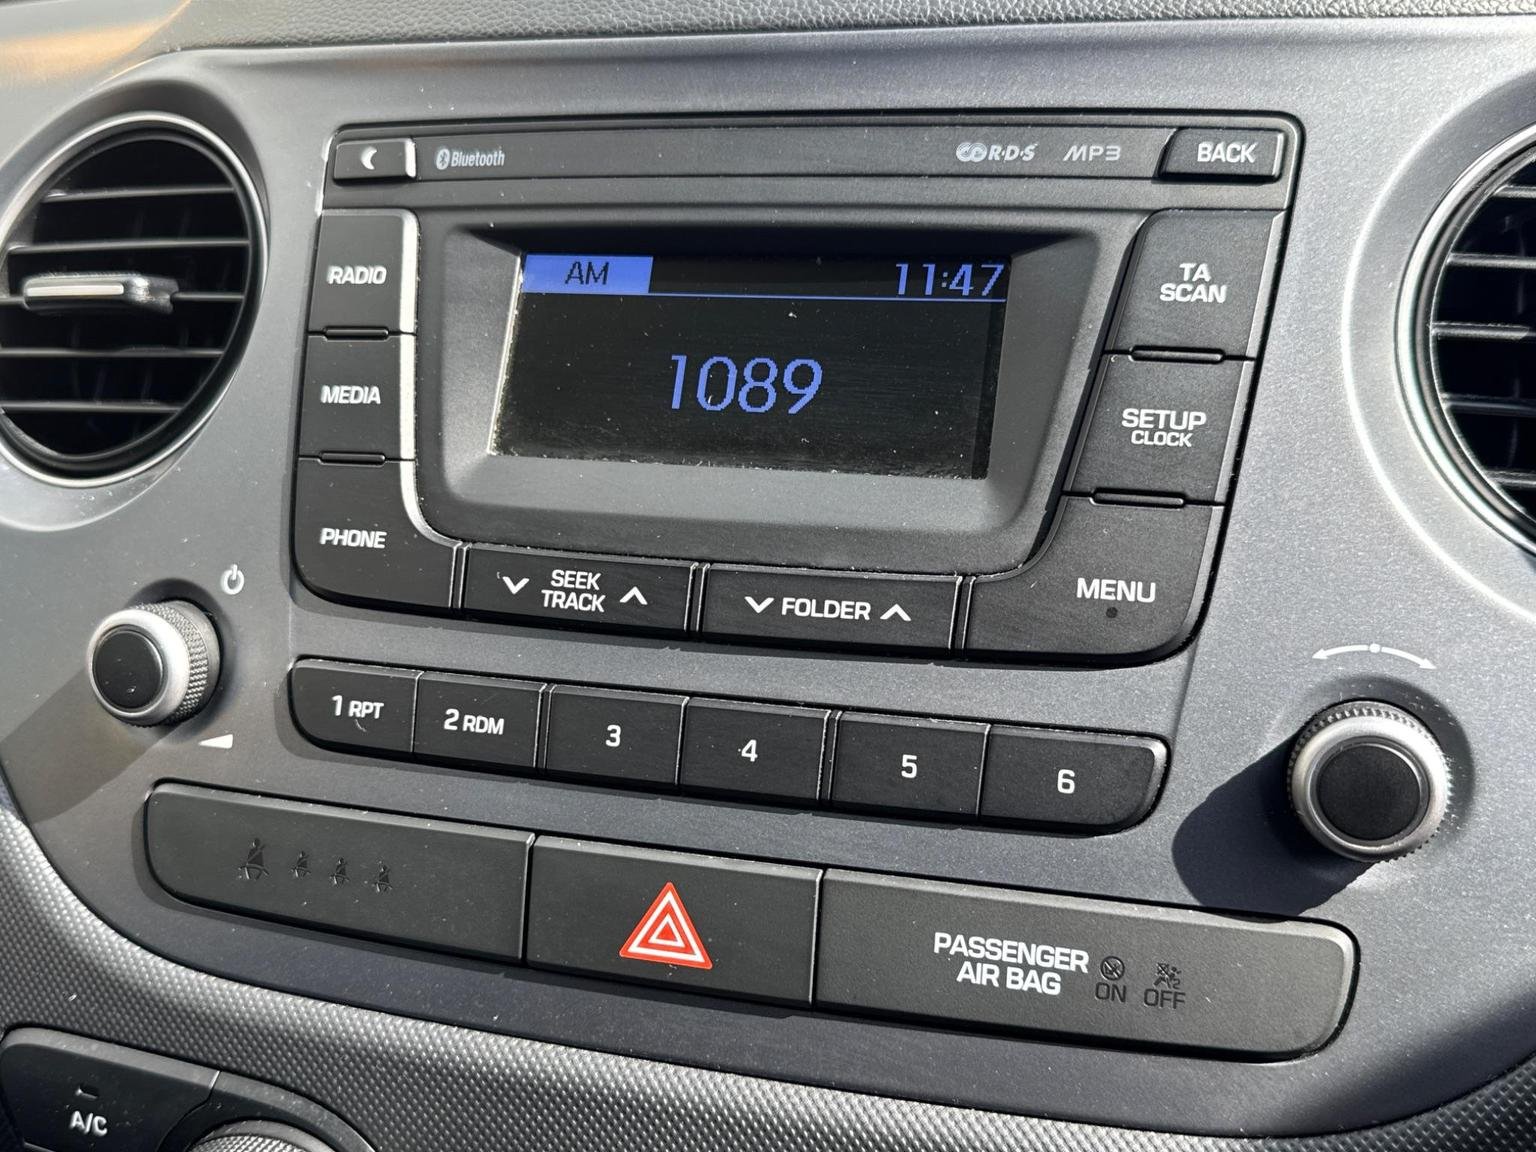 Bluetooth
R·D·S MP3
BACK
RADIO
AM 11:47
TA
SCAN
1089
MEDIA
SETUP
CLOCK
PHONE
SEEK
TRACK
FOLDER
MENU
1 RPT 2 RDM 3 4 5 6
PASSENGER
AIR BAG
ON OFF
A/C